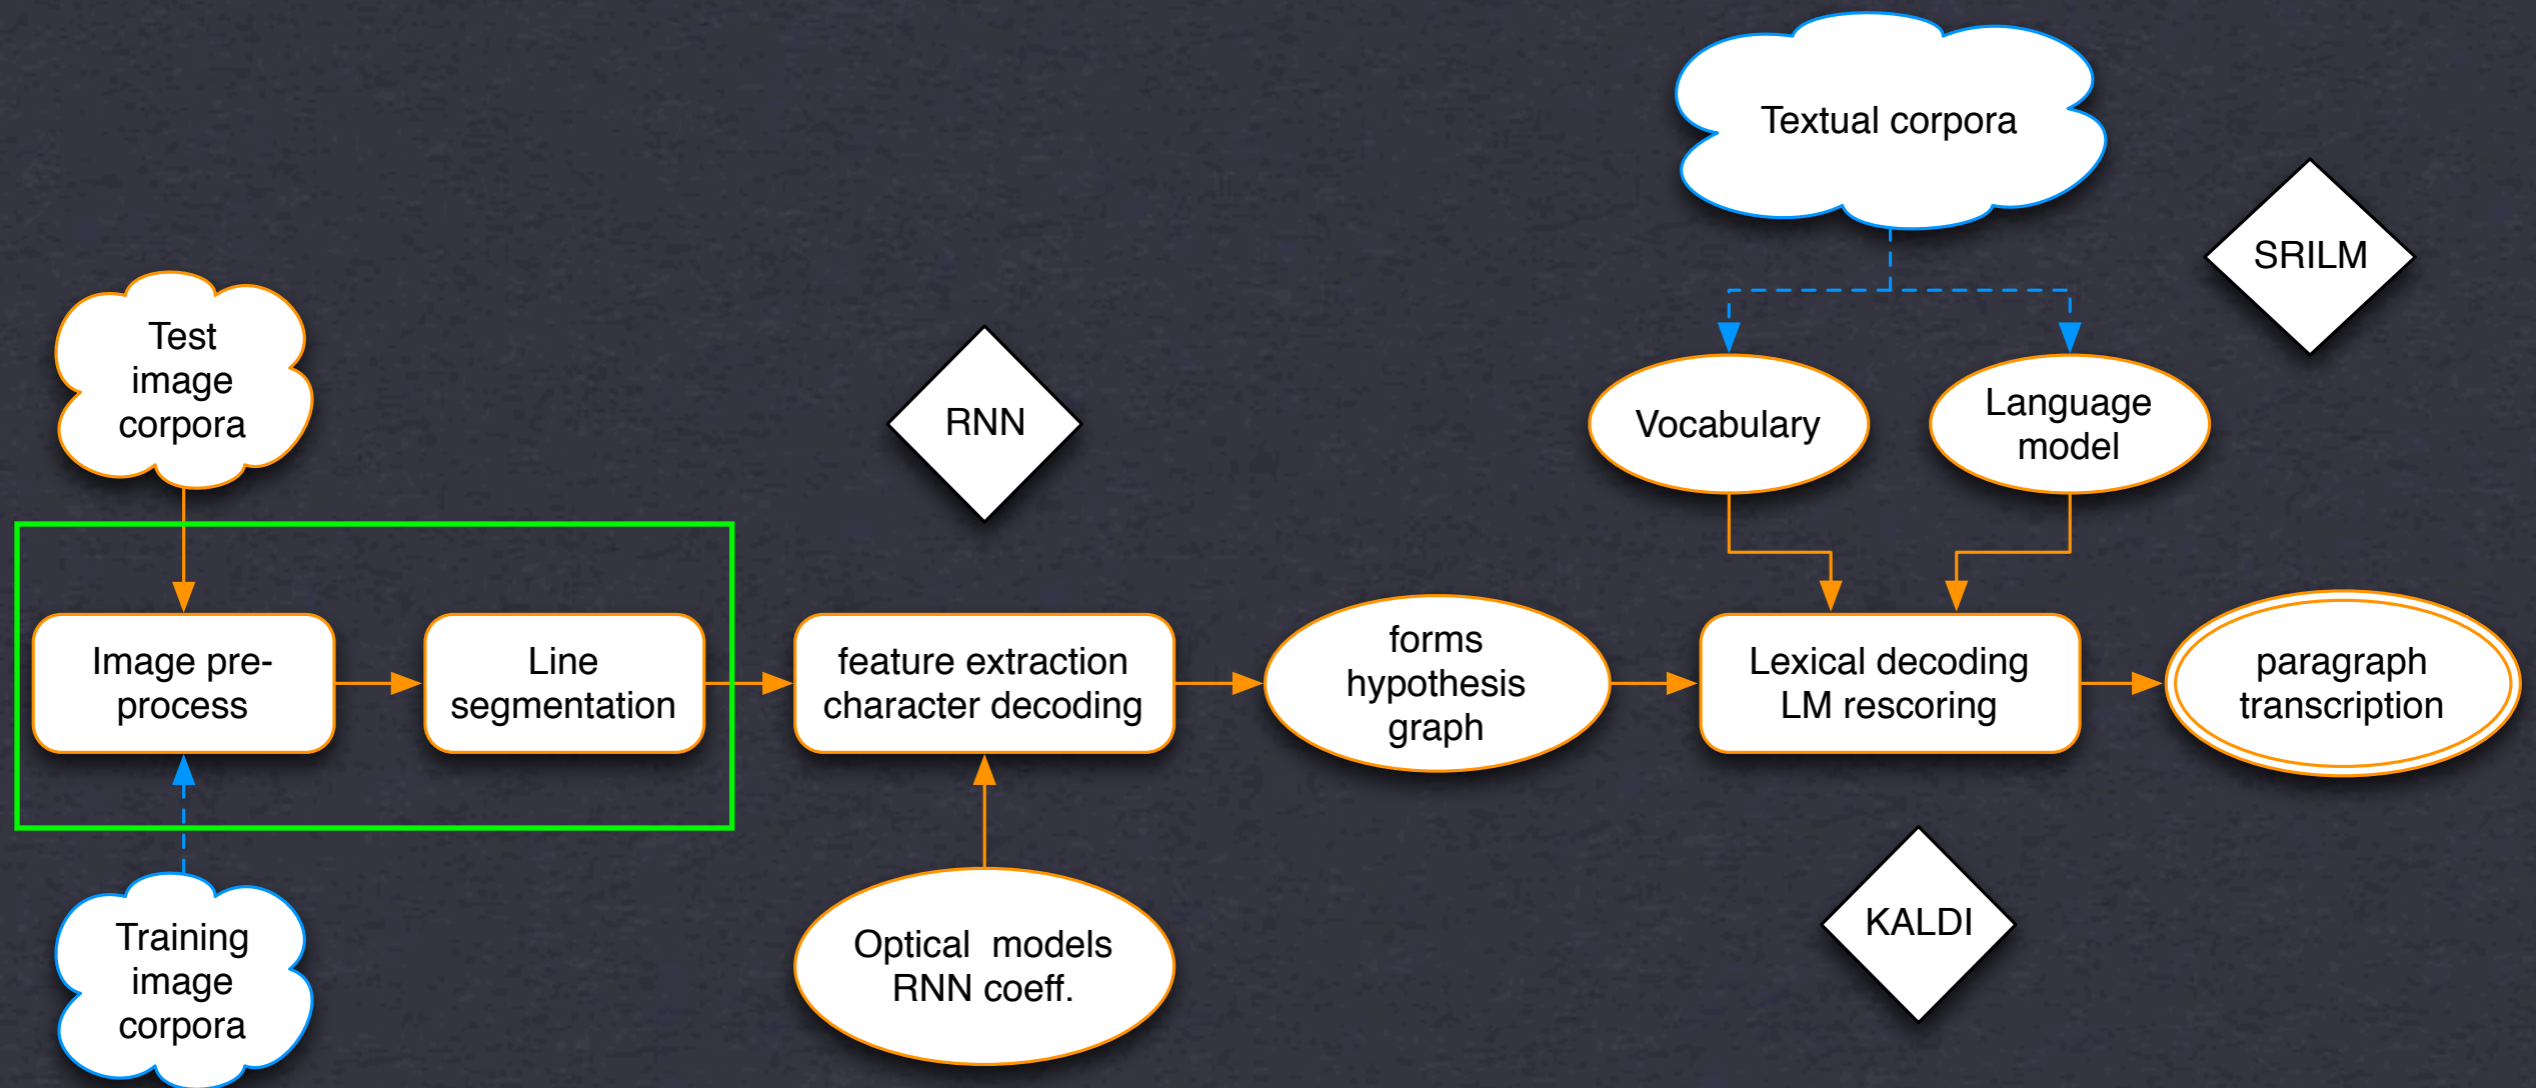 Textual corpora
SRILM
Test
image
corpora
RNN
Vocabulary
Language
model
Image pre-
process
Line
segmentation
feature extraction
character decoding
forms
hypothesis
graph
Lexical decoding
LM rescoring
paragraph
transcription
Training
image
corpora
Optical  models
RNN coeff.
KALDI